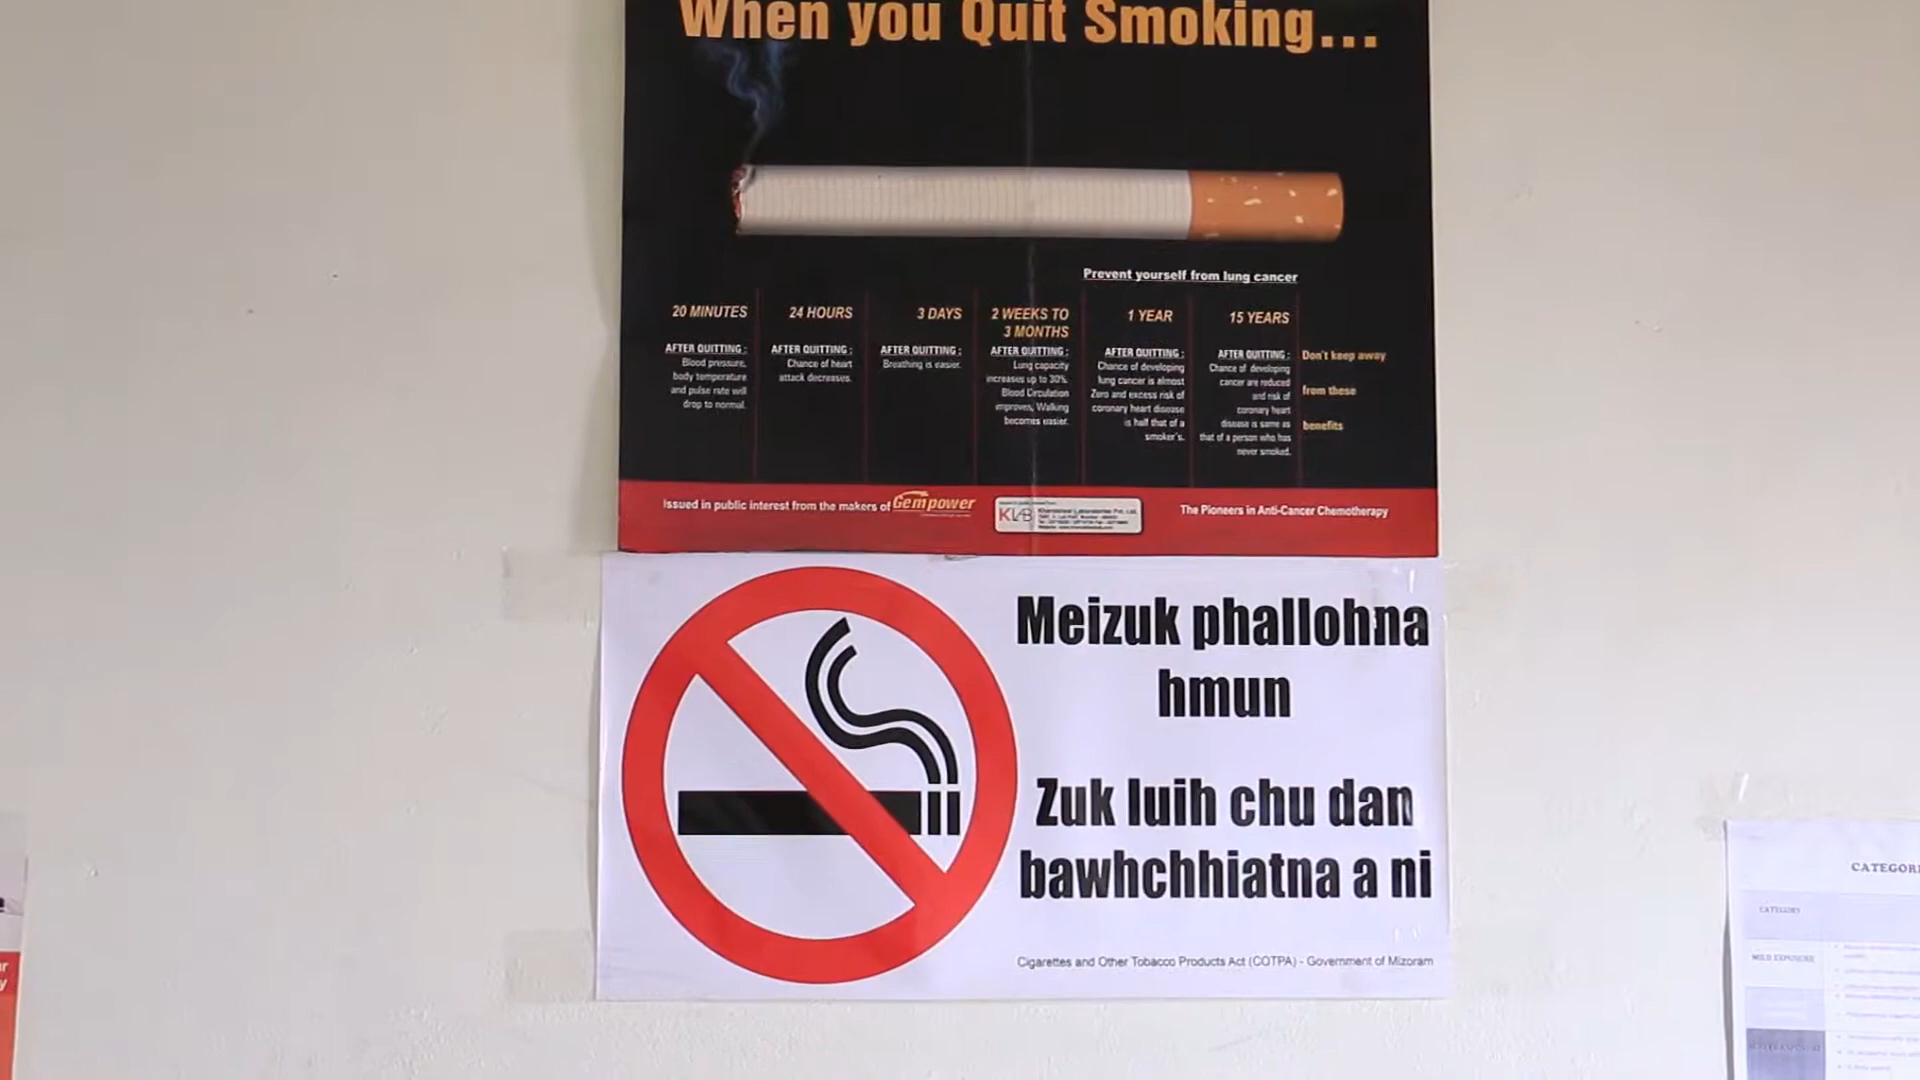 When you Quit Smoking...
Prevent yourself from lung cancer
20 MINUTES
AFTER QUITTING :
Blood pressure,
body temperature
and pulse rate will
drop to normal.
24 HOURS
AFTER QUITTING :
Chance of heart
attack decreases.
3 DAYS
AFTER QUITTING :
Breathing is easier.
2 WEEKS TO
3 MONTHS
AFTER QUITTING :
Lung capacity
increases up to 30%.
Blood Circulation
improves, Walking
becomes easier.
1 YEAR
AFTER QUITTING :
Chance of developing
lung cancer is almost
Zero and excess risk of
coronary heart disease
is half that of a
smoker's.
15 YEARS
AFTER QUITTING :
Chance of developing
cancer are reduced
and risk of
coronary heart
disease is same as
that of a person who has
never smoked.
Don't keep away
from these
benefits
Issued in public interest from the makers of Gempower
KLAB
The Pioneers in Anti-Cancer Chemotherapy
Meizuk phallohna
hmun
Zuk luih chu dan
bawhchhiatna a ni
Cigarettes and Other Tobacco Products Act (COTPA) - Government of Mizoram
CATEGORY
MILD EXPOSURE